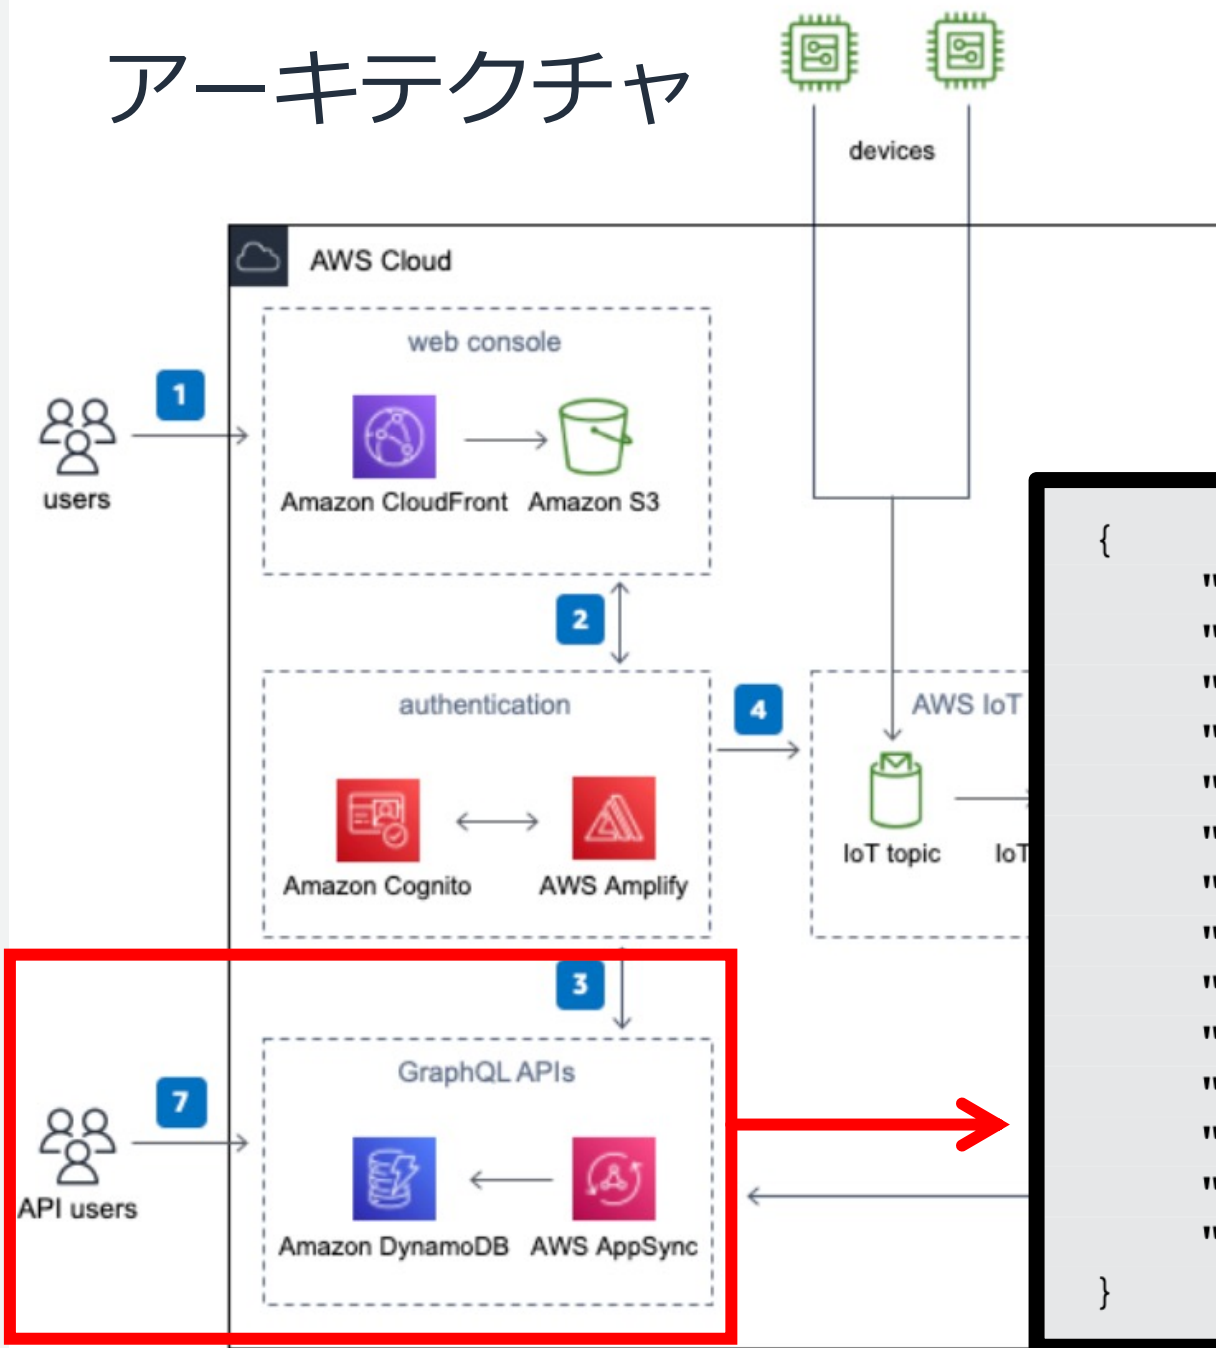 アーキテクチャ
devices
AWS Cloud
web console
1
users
Amazon CloudFront
Amazon S3
2
authentication
4
AWS IoT
Amazon Cognito
AWS Amplify
IoT topic
IoT
3
GraphQL APIs
7
API users
Amazon DynamoDB
AWS AppSync
{
"
"
"
"
"
"
"
"
"
"
"
"
"
"
}